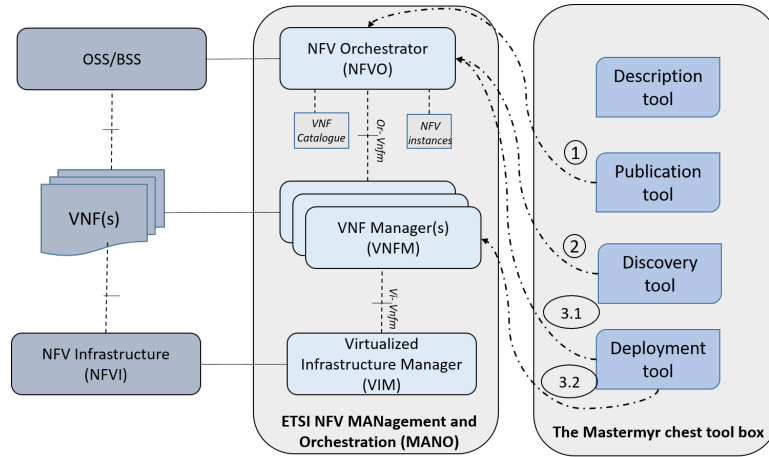 OSS/BSS
NFV Orchestrator
(NFVO)
Description
tool
VNF
Catalogue
Or- Vnfm
NFV
instances
1
Publication
tool
VNF(s)
VNF Manager(s)
(VNFM)
2
Discovery
tool
Vi- Vnfm
3.1
NFV Infrastructure
(NFVI)
Virtualized
Infrastructure Manager
(VIM)
3.2
Deployment
tool
ETSI NFV MANagement and
Orchestration (MANO)
The Mastermyr chest tool box